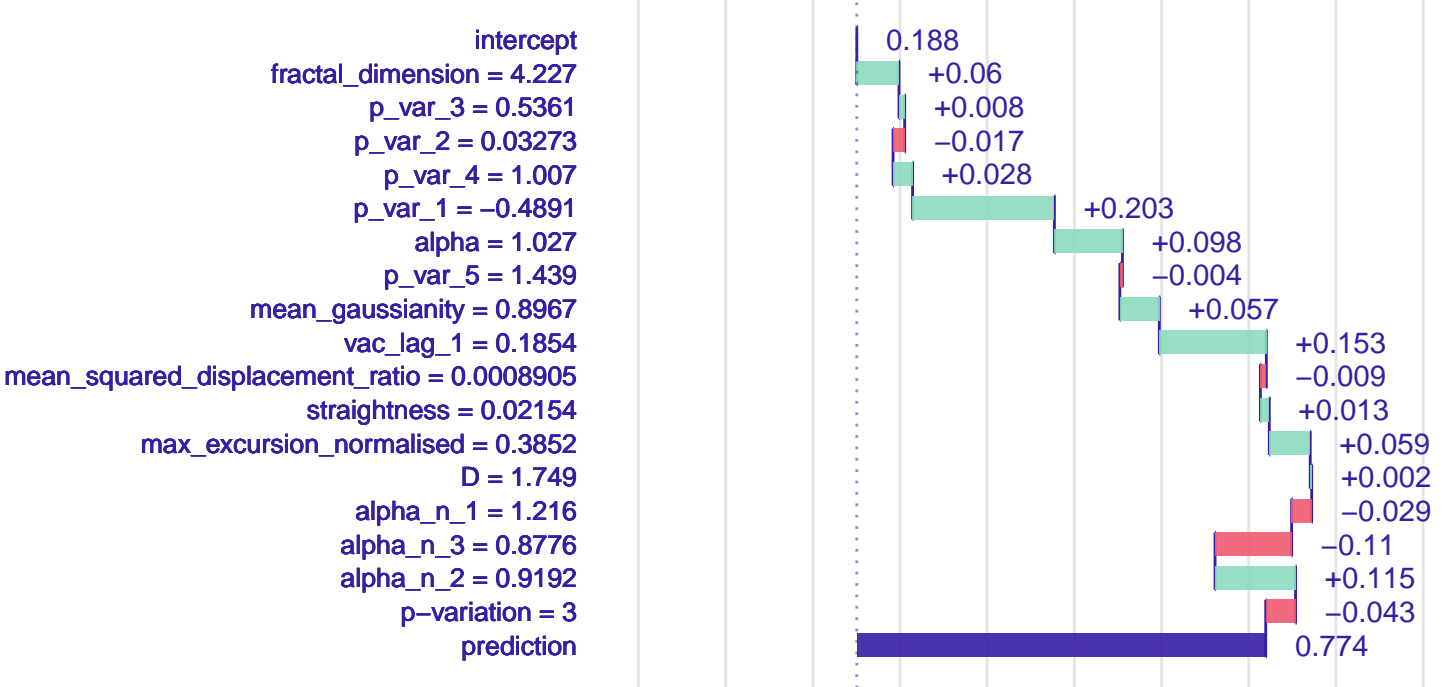 intercept 0.188
fractal_dimension = 4.227 +0.06
p_var_3 = 0.5361 +0.008
p_var_2 = 0.03273 −0.017
p_var_4 = 1.007 +0.028
p_var_1 = −0.4891 +0.203
alpha = 1.027 +0.098
p_var_5 = 1.439 −0.004
mean_gaussianity = 0.8967 +0.057
vac_lag_1 = 0.1854 +0.153
mean_squared_displacement_ratio = 0.0008905 −0.009
straightness = 0.02154 +0.013
max_excursion_normalised = 0.3852 +0.059
D = 1.749 +0.002
alpha_n_1 = 1.216 −0.029
alpha_n_3 = 0.8776 −0.11
alpha_n_2 = 0.9192 +0.115
p−variation = 3 −0.043
prediction 0.774